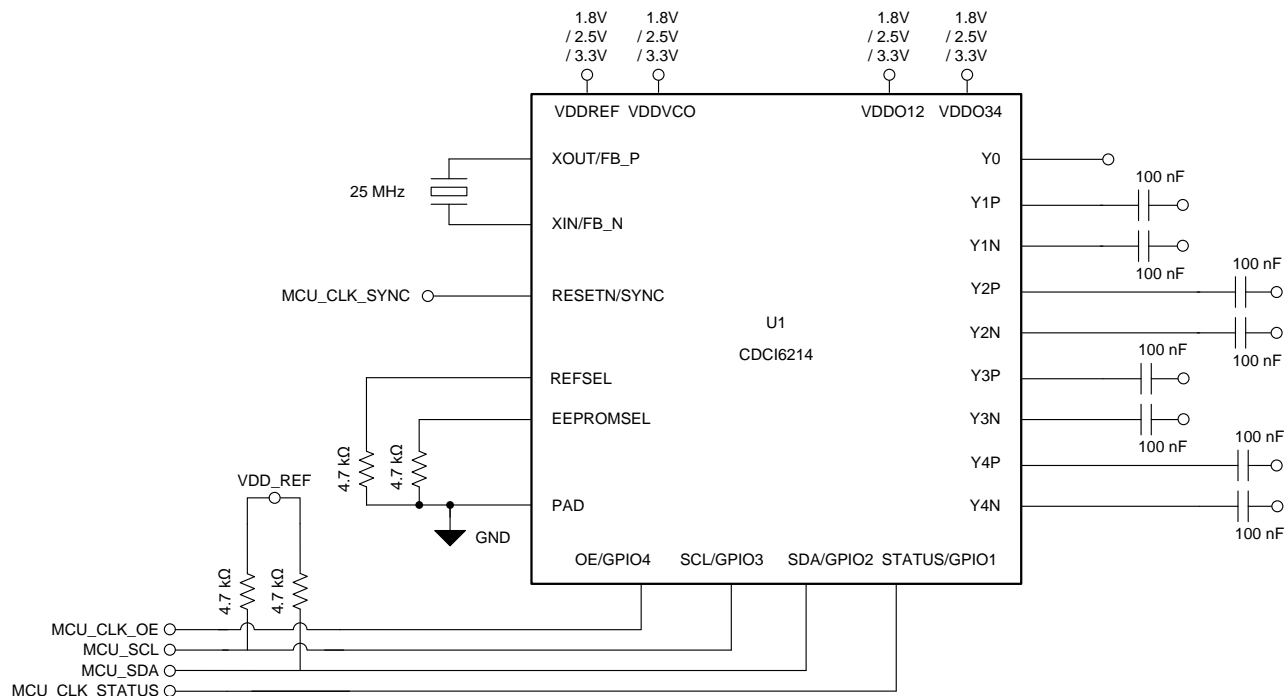 1.8V
/ 2.5V
/ 3.3V
1.8V
/ 2.5V
/ 3.3V
1.8V
/ 2.5V
/ 3.3V
1.8V
/ 2.5V
/ 3.3V
VDDREF VDDVCO VDDO12 VDDO34
XOUT/FB_P
Y0
25 MHz
100 nF
Y1P
XIN/FB_N
Y1N
100 nF
100 nF
MCU_CLK_SYNC
RESETN/SYNC
Y2P
U1
Y2N
CDCI6214
100 nF
100 nF
REFSEL
Y3P
EEPROMSEL
Y3N
100 nF
100 nF
4.7 kΩ
4.7 kΩ
Y4P
VDD_REF
PAD
Y4N
100 nF
GND
OE/GPIO4 SCL/GPIO3 SDA/GPIO2 STATUS/GPIO1
4.7 kΩ
4.7 kΩ
MCU_CLK_OE
MCU_SCL
MCU_SDA
MCU_CLK_STATUS